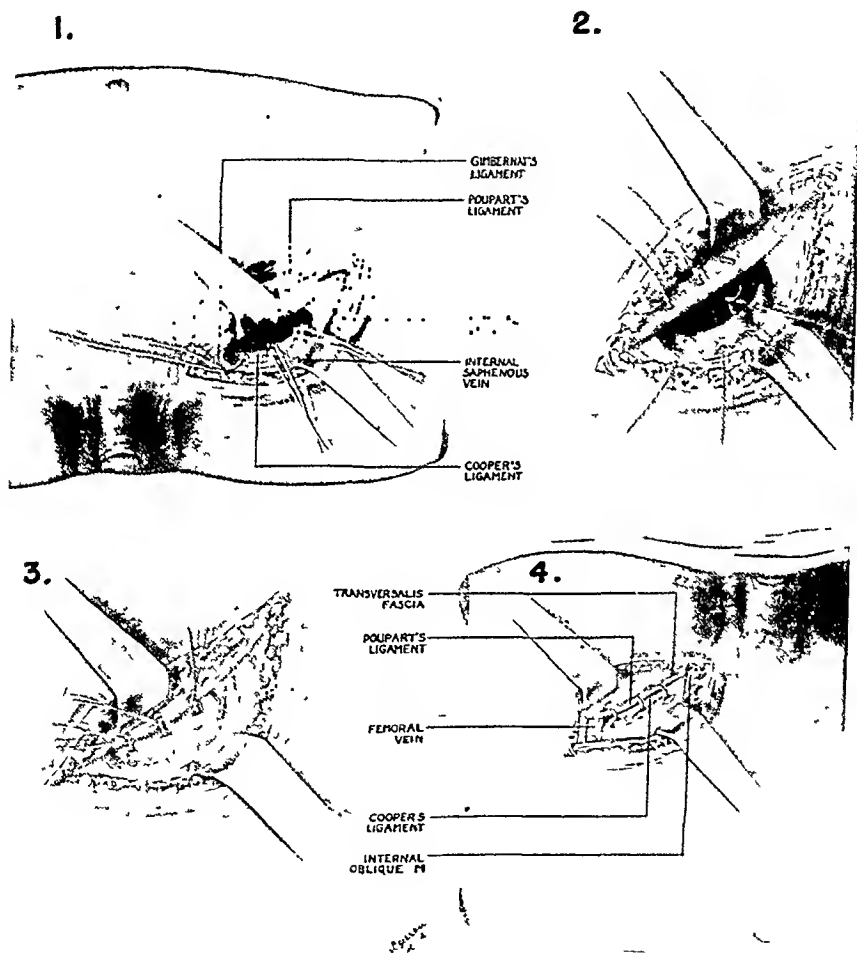 1.
2.
GIMBERNAT'S
LIGAMENT
POUPART'S
LIGAMENT
INTERNAL
SAPHENOUS
VEIN
COOPER'S
LIGAMENT
3.
4.
TRANSVERSALIS
FASCIA
POUPART'S
LIGAMENT
FEMORAL
VEIN
COOPERS
LIGAMENT
INTERNAL
OBLIQUE M